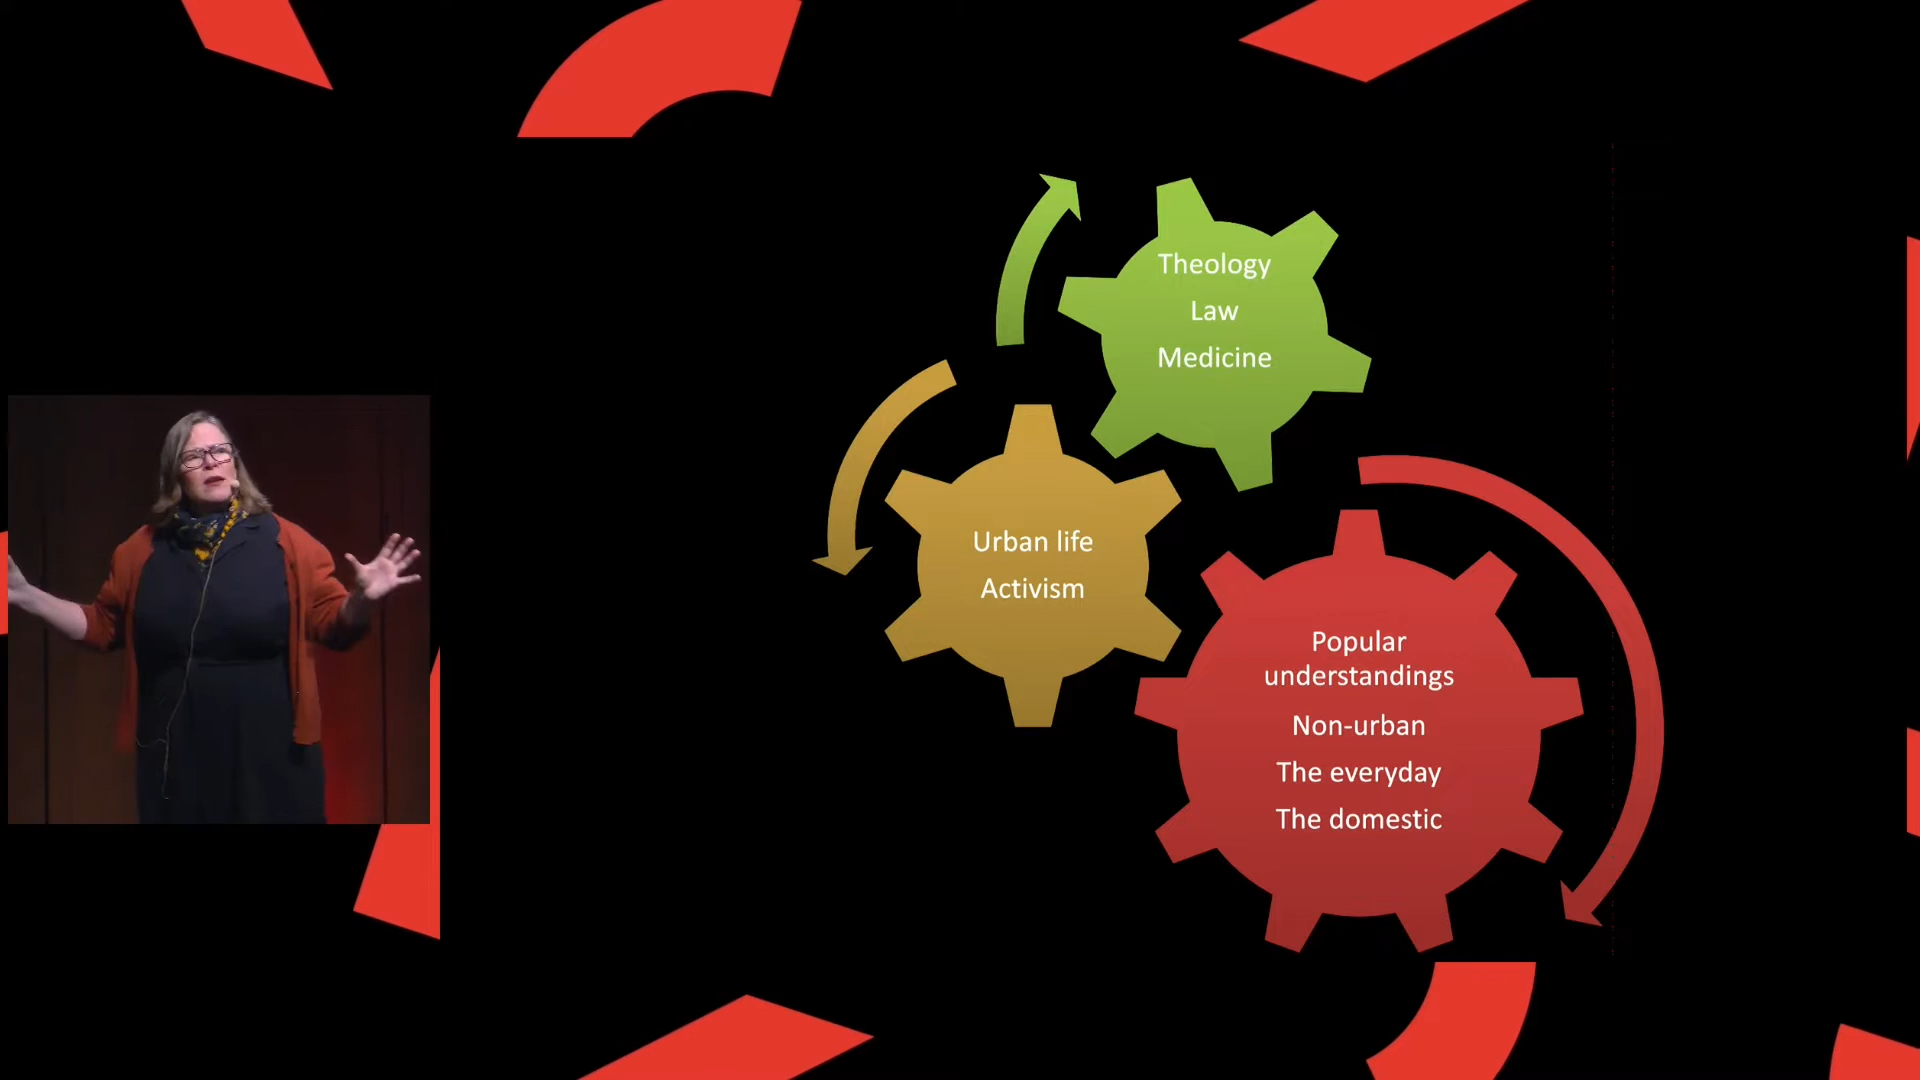 Theology
Law
Medicine
Urban life
Activism
Popular
understandings
Non-urban
The everyday
The domestic